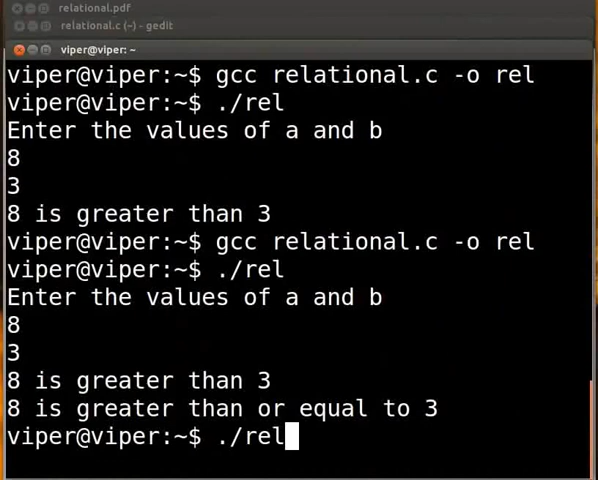 relational.pdf
relational.c (~) - gedit
viper@viper: ~
viper@viper:~$ gcc relational.c -o rel
viper@viper:~$ ./rel
Enter the values of a and b
8
3
8 is greater than 3
viper@viper:~$ gcc relational.c -o rel
viper@viper:~$ ./rel
Enter the values of a and b
8
3
8 is greater than 3
8 is greater than or equal to 3
viper@viper:~$ ./rel